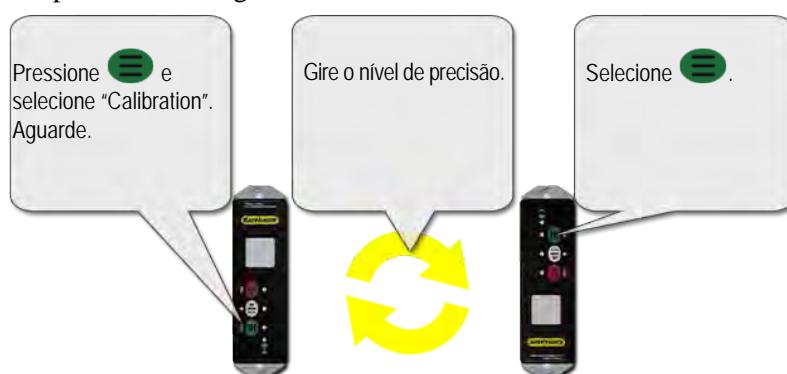 Pressione e
selecione “Calibration”.
Aguarde.
Gire o nível de precisão.
Selecione .